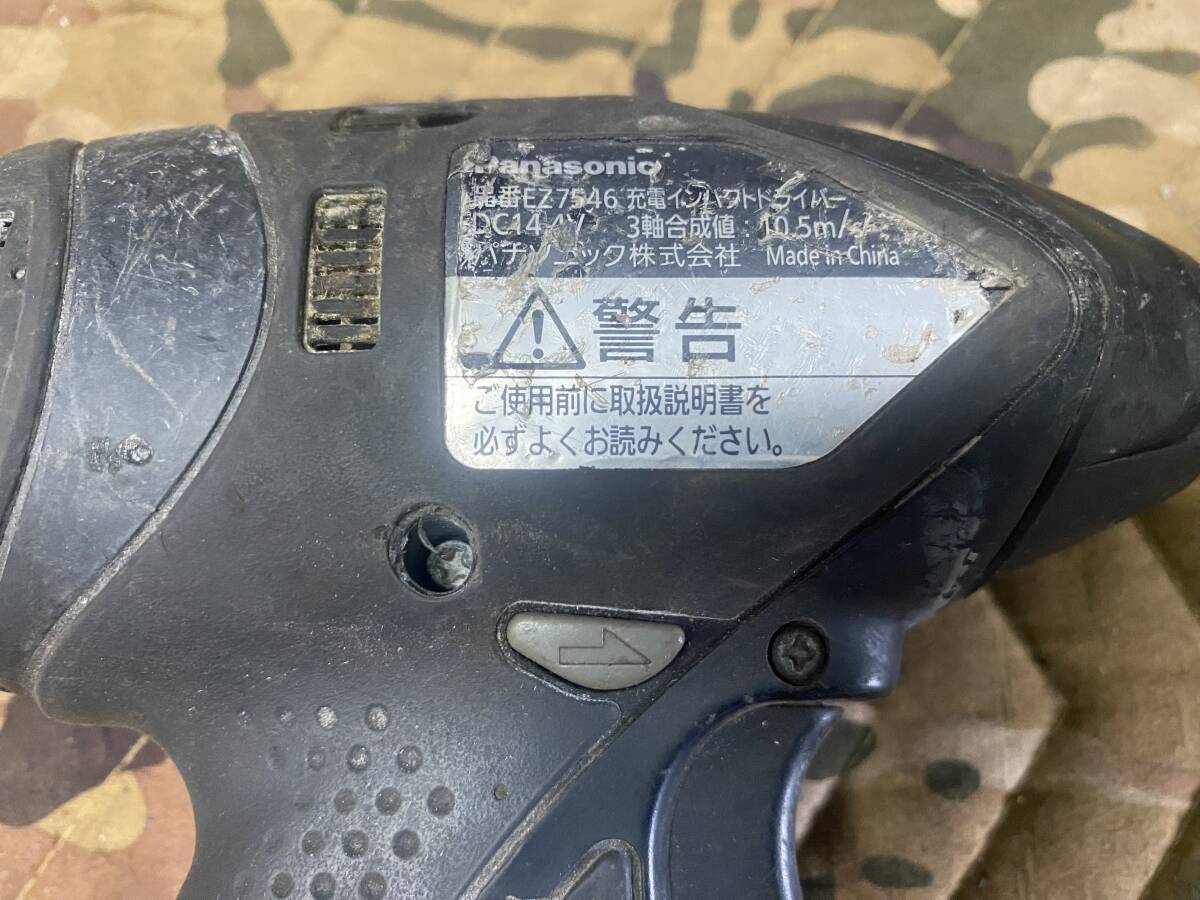 Panasonic
品番EZ7546 充電インパクトドライバー
DC14.4V 3軸合成値:10.5m/
パナソニック株式会社 Made in China
警告
ご使用前に取扱説明書を
必ずよくお読みください。